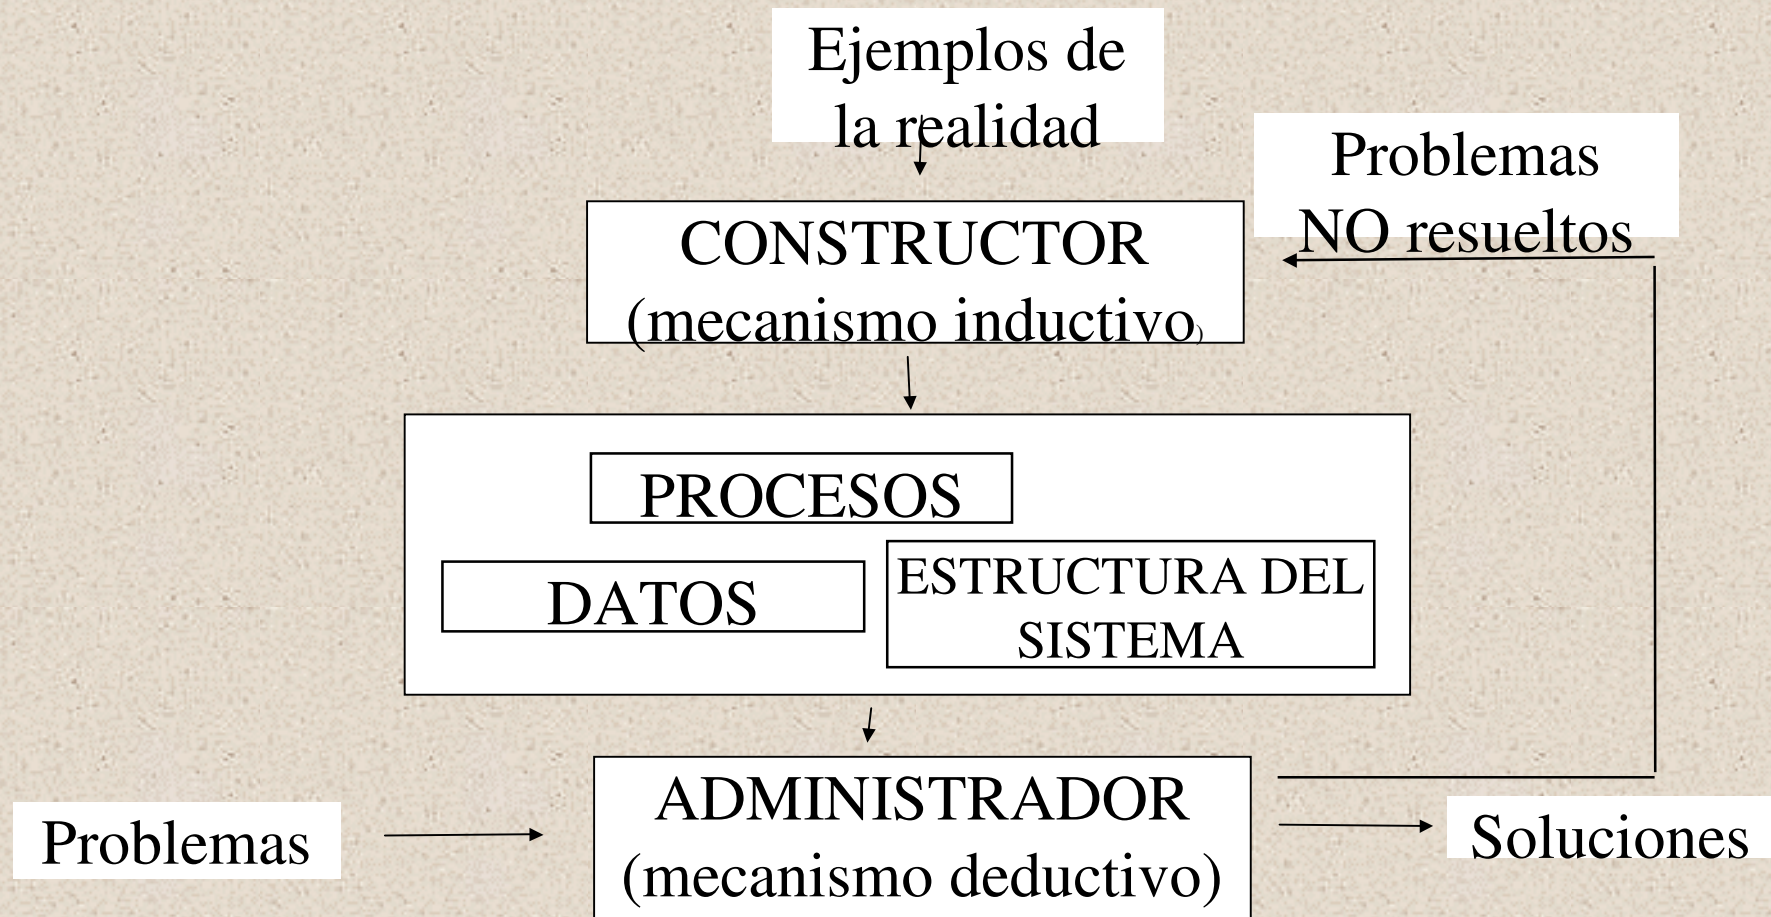 Ejemplos de
la realidad
Problemas
NO resueltos
CONSTRUCTOR
(mecanismo inductivo)
PROCESOS
DATOS
ESTRUCTURA DEL
SISTEMA
ADMINISTRADOR
(mecanismo deductivo)
Problemas
Soluciones